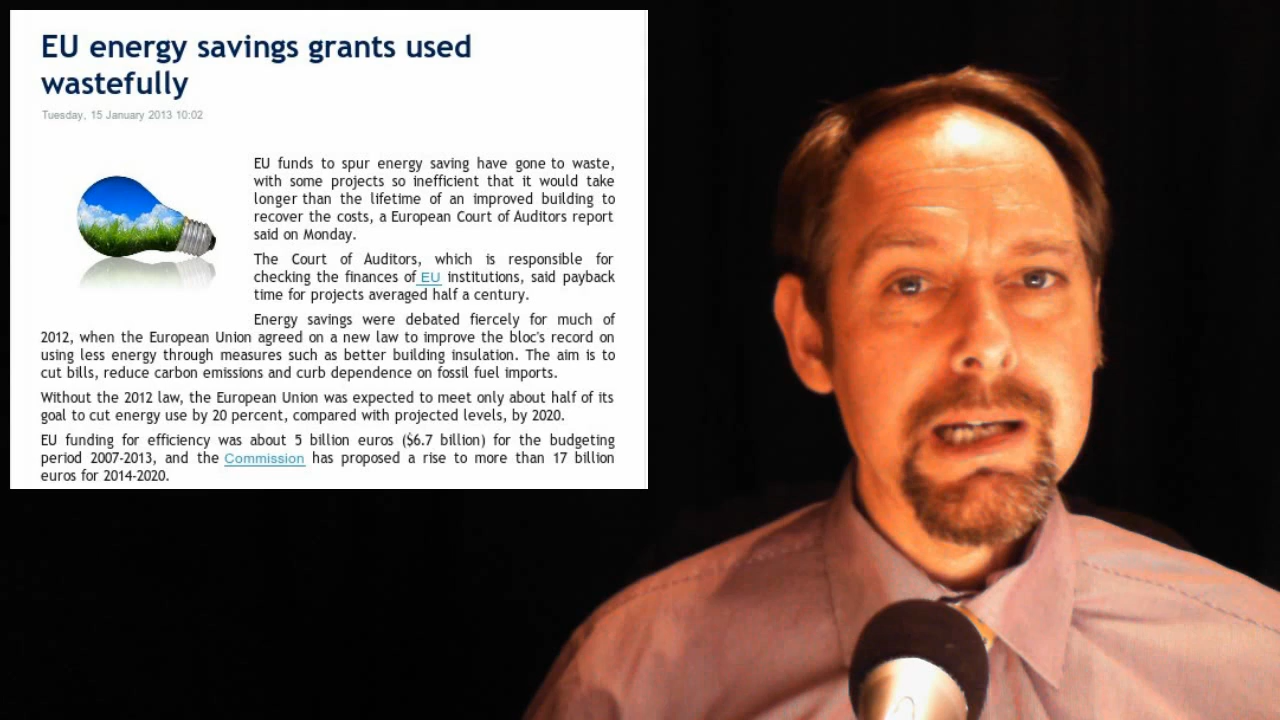 EU energy savings grants used
wastefully
Tuesday, 15 January 2013 10:02
EU funds to spur energy saving have gone to waste,
with some projects so inefficient that it would take
longer than the lifetime of an improved building to
recover the costs, a European Court of Auditors report
said on Monday.
The Court of Auditors, which is responsible for
checking the finances of EU institutions, said payback
time for projects averaged half a century.
Energy savings were debated fiercely for much of
2012, when the European Union agreed on a new law to improve the bloc's record on
using less energy through measures such as better building insulation. The aim is to
cut bills, reduce carbon emissions and curb dependence on fossil fuel imports.
Without the 2012 law, the European Union was expected to meet only about half of its
goal to cut energy use by 20 percent, compared with projected levels, by 2020.
EU funding for efficiency was about 5 billion euros ($6.7 billion) for the budgeting
period 2007-2013, and the Commission has proposed a rise to more than 17 billion
euros for 2014-2020.